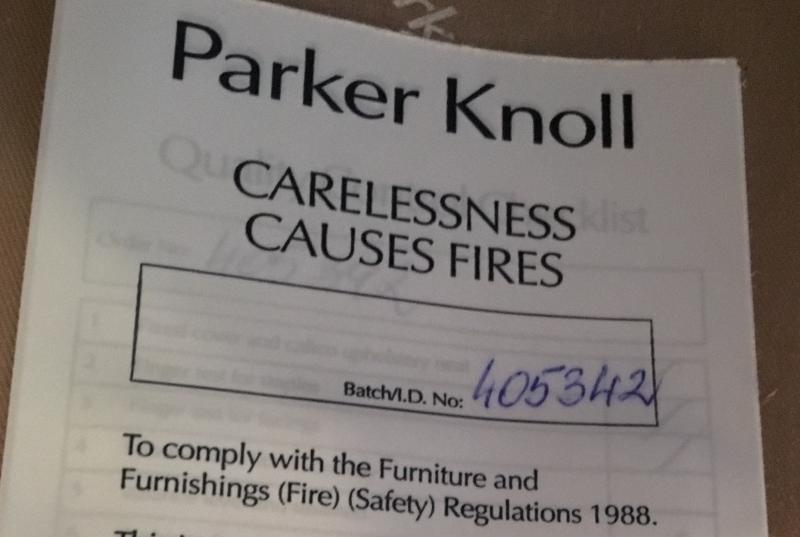 Parker Knoll
CARELESSNESS
CAUSES FIRES
Batch/I.D. No: 405342
To comply with the Furniture and
Furnishings (Fire) (Safety) Regulations 1988.